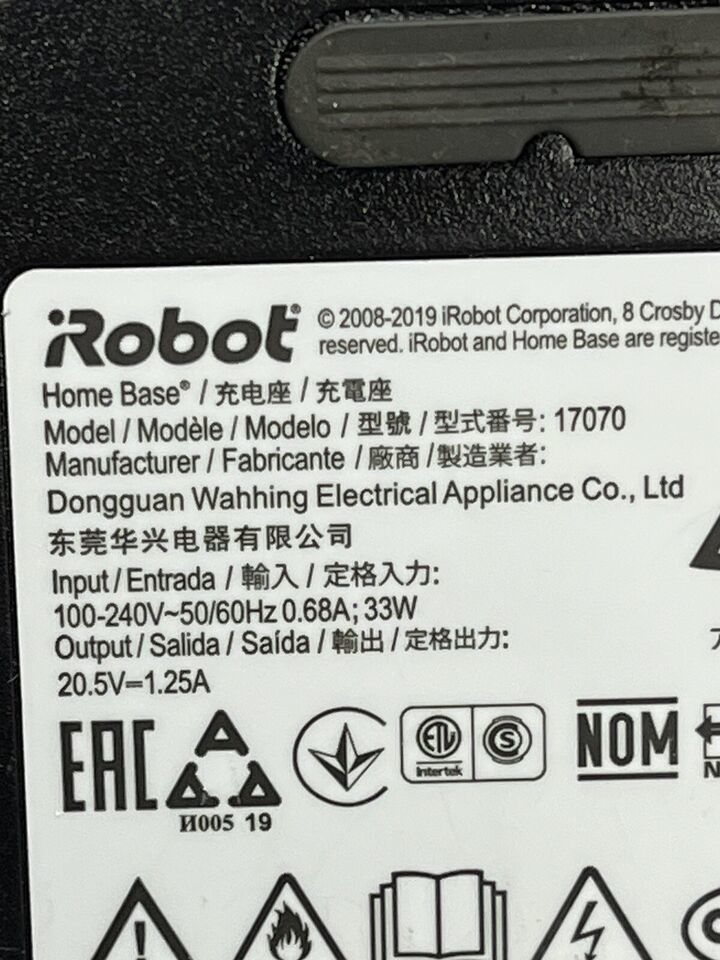 iRobot®
© 2008-2019 iRobot Corporation, 8 Crosby
reserved. iRobot and Home Base are
Home Base® / 充电座 / 充電座
Model / Modèle / Modelo / 型號 / 型式番号: 17070
Manufacturer / Fabricante / 廠商 / 製造業者:
Dongguan Wahhing Electrical Appliance Co., Ltd
东莞华兴电器有限公司
Input / Entrada / 輸入 / 定格入力:
100-240V~50/60Hz 0.68A; 33W
Output / Salida / Saída / 輸出 / 定格出力:
20.5V⎓1.25A
EAC
И005 19
ETL
Intertek
S
NOM